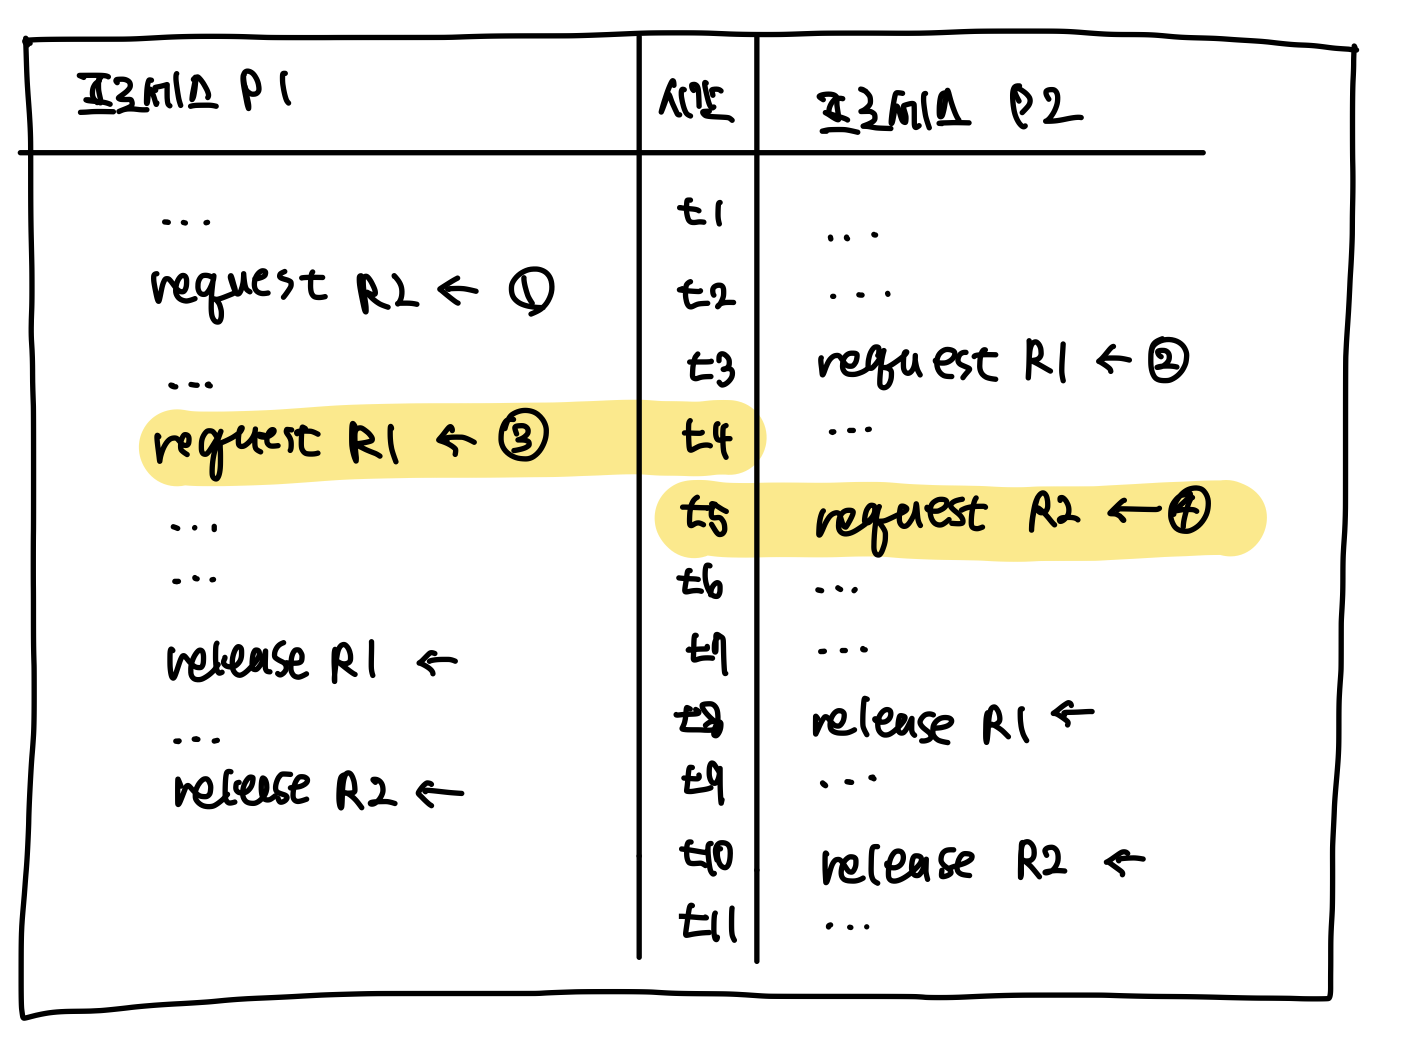 프로세스 P1 시간 프로세스 P2
... t1 ...
request R2 ← ① t2 ...
... t3 request R1 ← ②
request R1 ← ③ t4 ...
... t5 request R2 ← ④
... t6 ...
release R1 ← t7 ...
... t8 release R1 ←
release R2 ← t9 ...
t10 release R2 ←
t11 ...